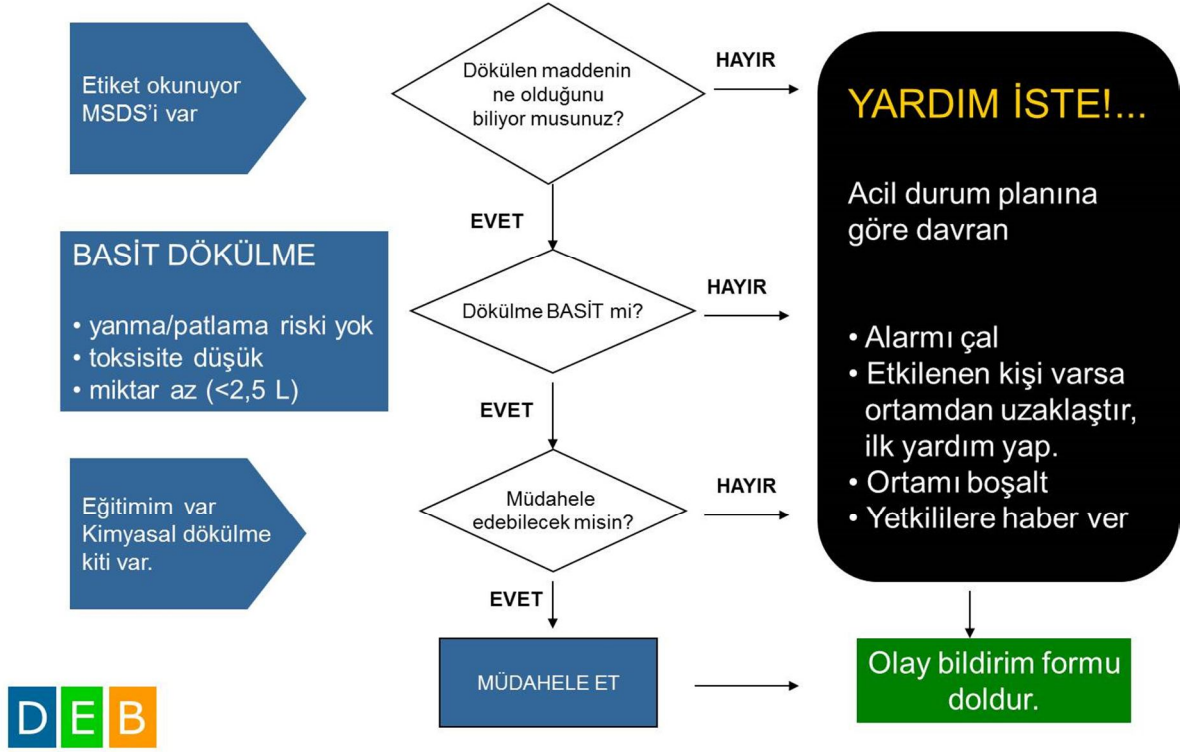 Etiket okunuyor
MSDS'i var
Dökülen maddenin
ne olduğunu
biliyor musunuz?
HAYIR
EVET
BASİT DÖKÜLME
• yanma/patlama riski yok
• toksisite düşük
• miktar az (<2,5 L)
Dökülme BASİT mi?
HAYIR
EVET
Eğitimim var
Kimyasal dökülme
kiti var.
Müdahele
edebilecek misin?
HAYIR
EVET
MÜDAHELE ET
YARDIM İSTE!...
Acil durum planına
göre davran
• Alarmı çal
• Etkilenen kişi varsa
ortamdan uzaklaştır,
ilk yardım yap.
• Ortamı boşalt
• Yetkililere haber ver
Olay bildirim formu
doldur.
DEB